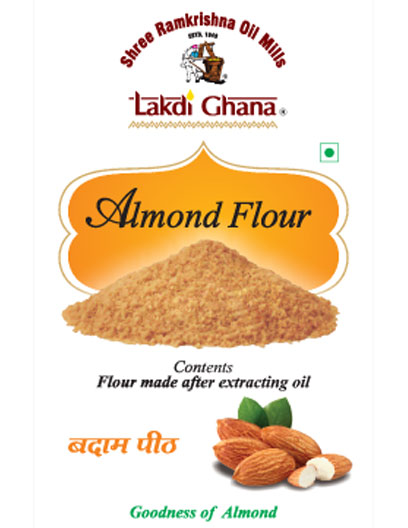 Shree Ramkrishna Oil Mills
ESTD. 1948
Lakdi Ghana ®
Almond Flour
Contents
Flour made after extracting oil
बदाम पीठ
Goodness of Almond